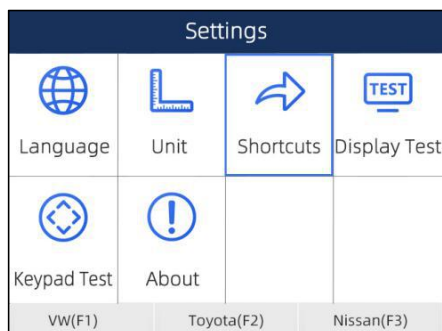 Settings
TEST
Language Unit Shortcuts Display Test
Keypad Test About
VW(F1) Toyota(F2) Nissan(F3)